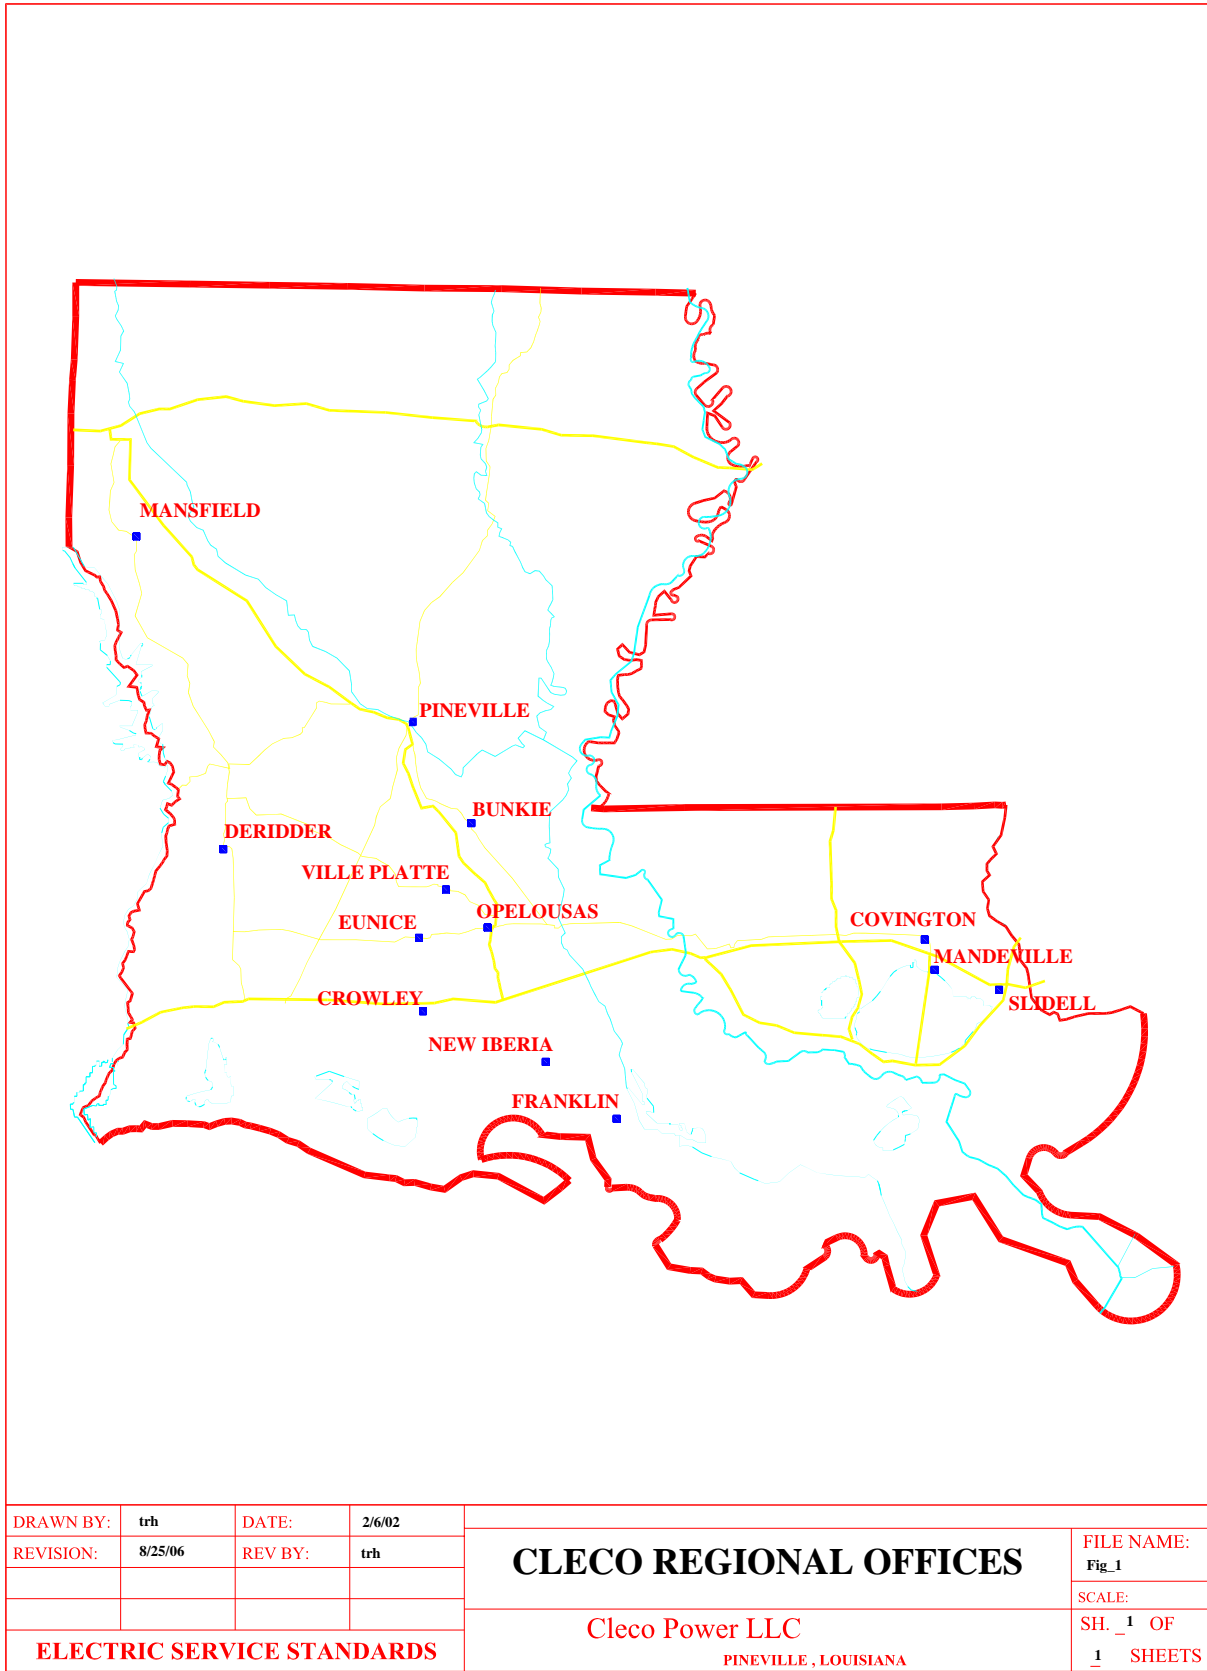 MANSFIELD
PINEVILLE
BUNKIE
DERIDDER
VILLE PLATTE
OPELOUSAS
EUNICE
COVINGTON
MANDEVILLE
CROWLEY
SLIDELL
NEW IBERIA
FRANKLIN
DRAWN BY: trh DATE: 2/6/02
REVISION: 8/25/06 REV BY: trh
ELECTRIC SERVICE STANDARDS
CLECO REGIONAL OFFICES
Cleco Power LLC
PINEVILLE , LOUISIANA
FILE NAME:
Fig_1
SCALE:
SH. _1 OF
1 SHEETS